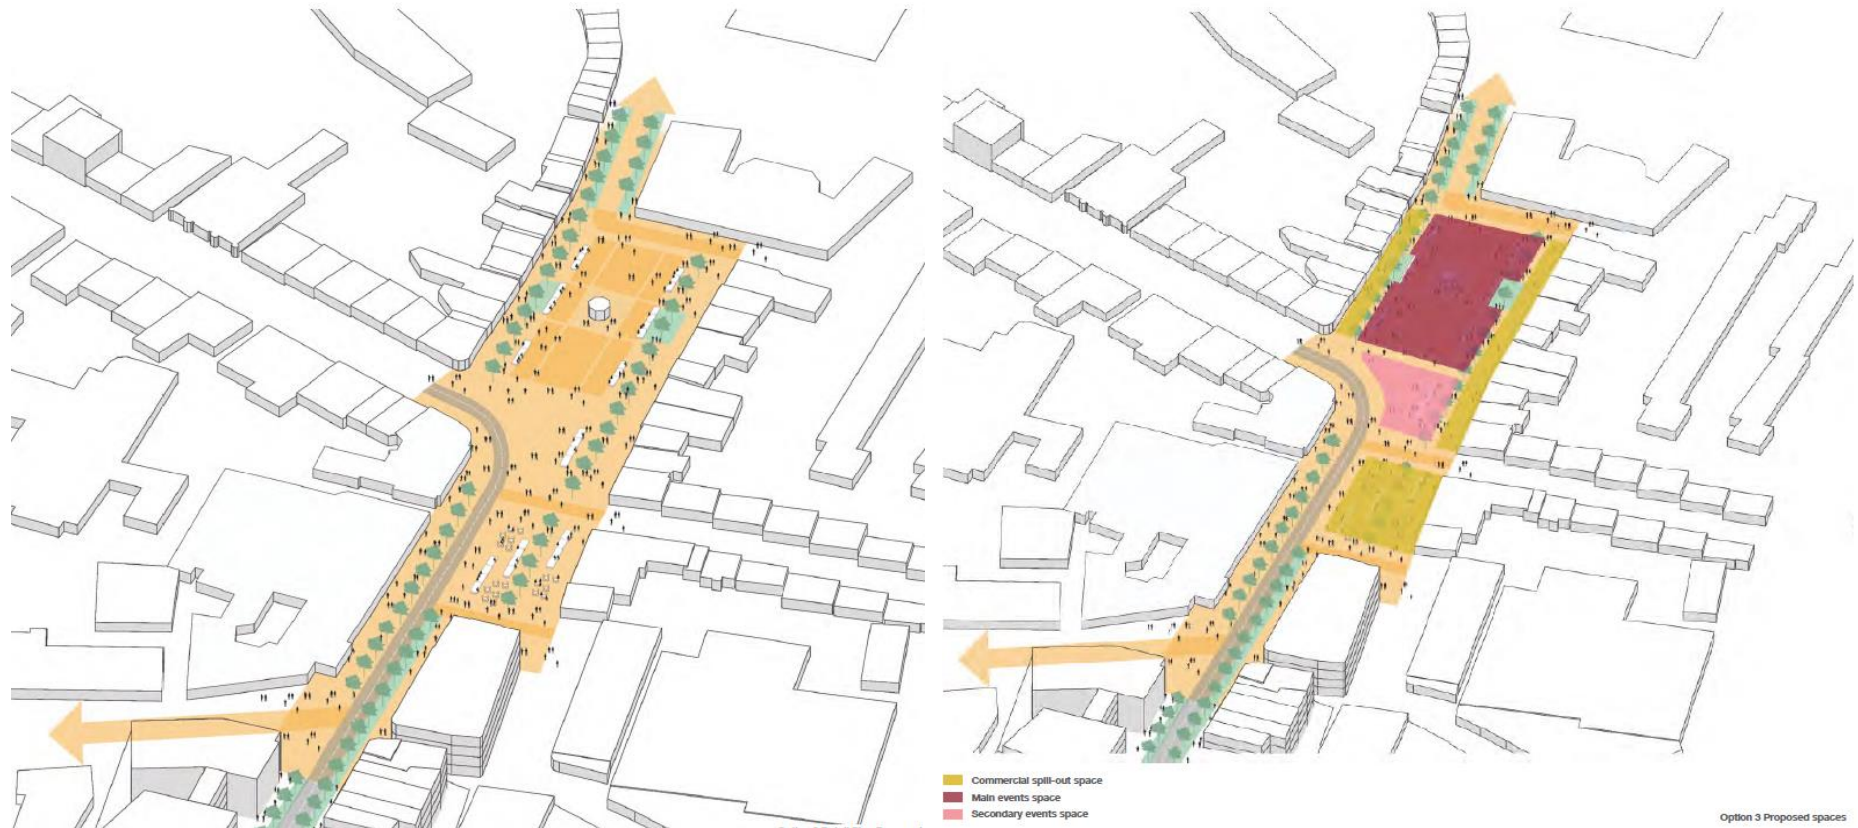 Commercial spill-out space
Main events space
Secondary events space
Option 3 Proposed spaces